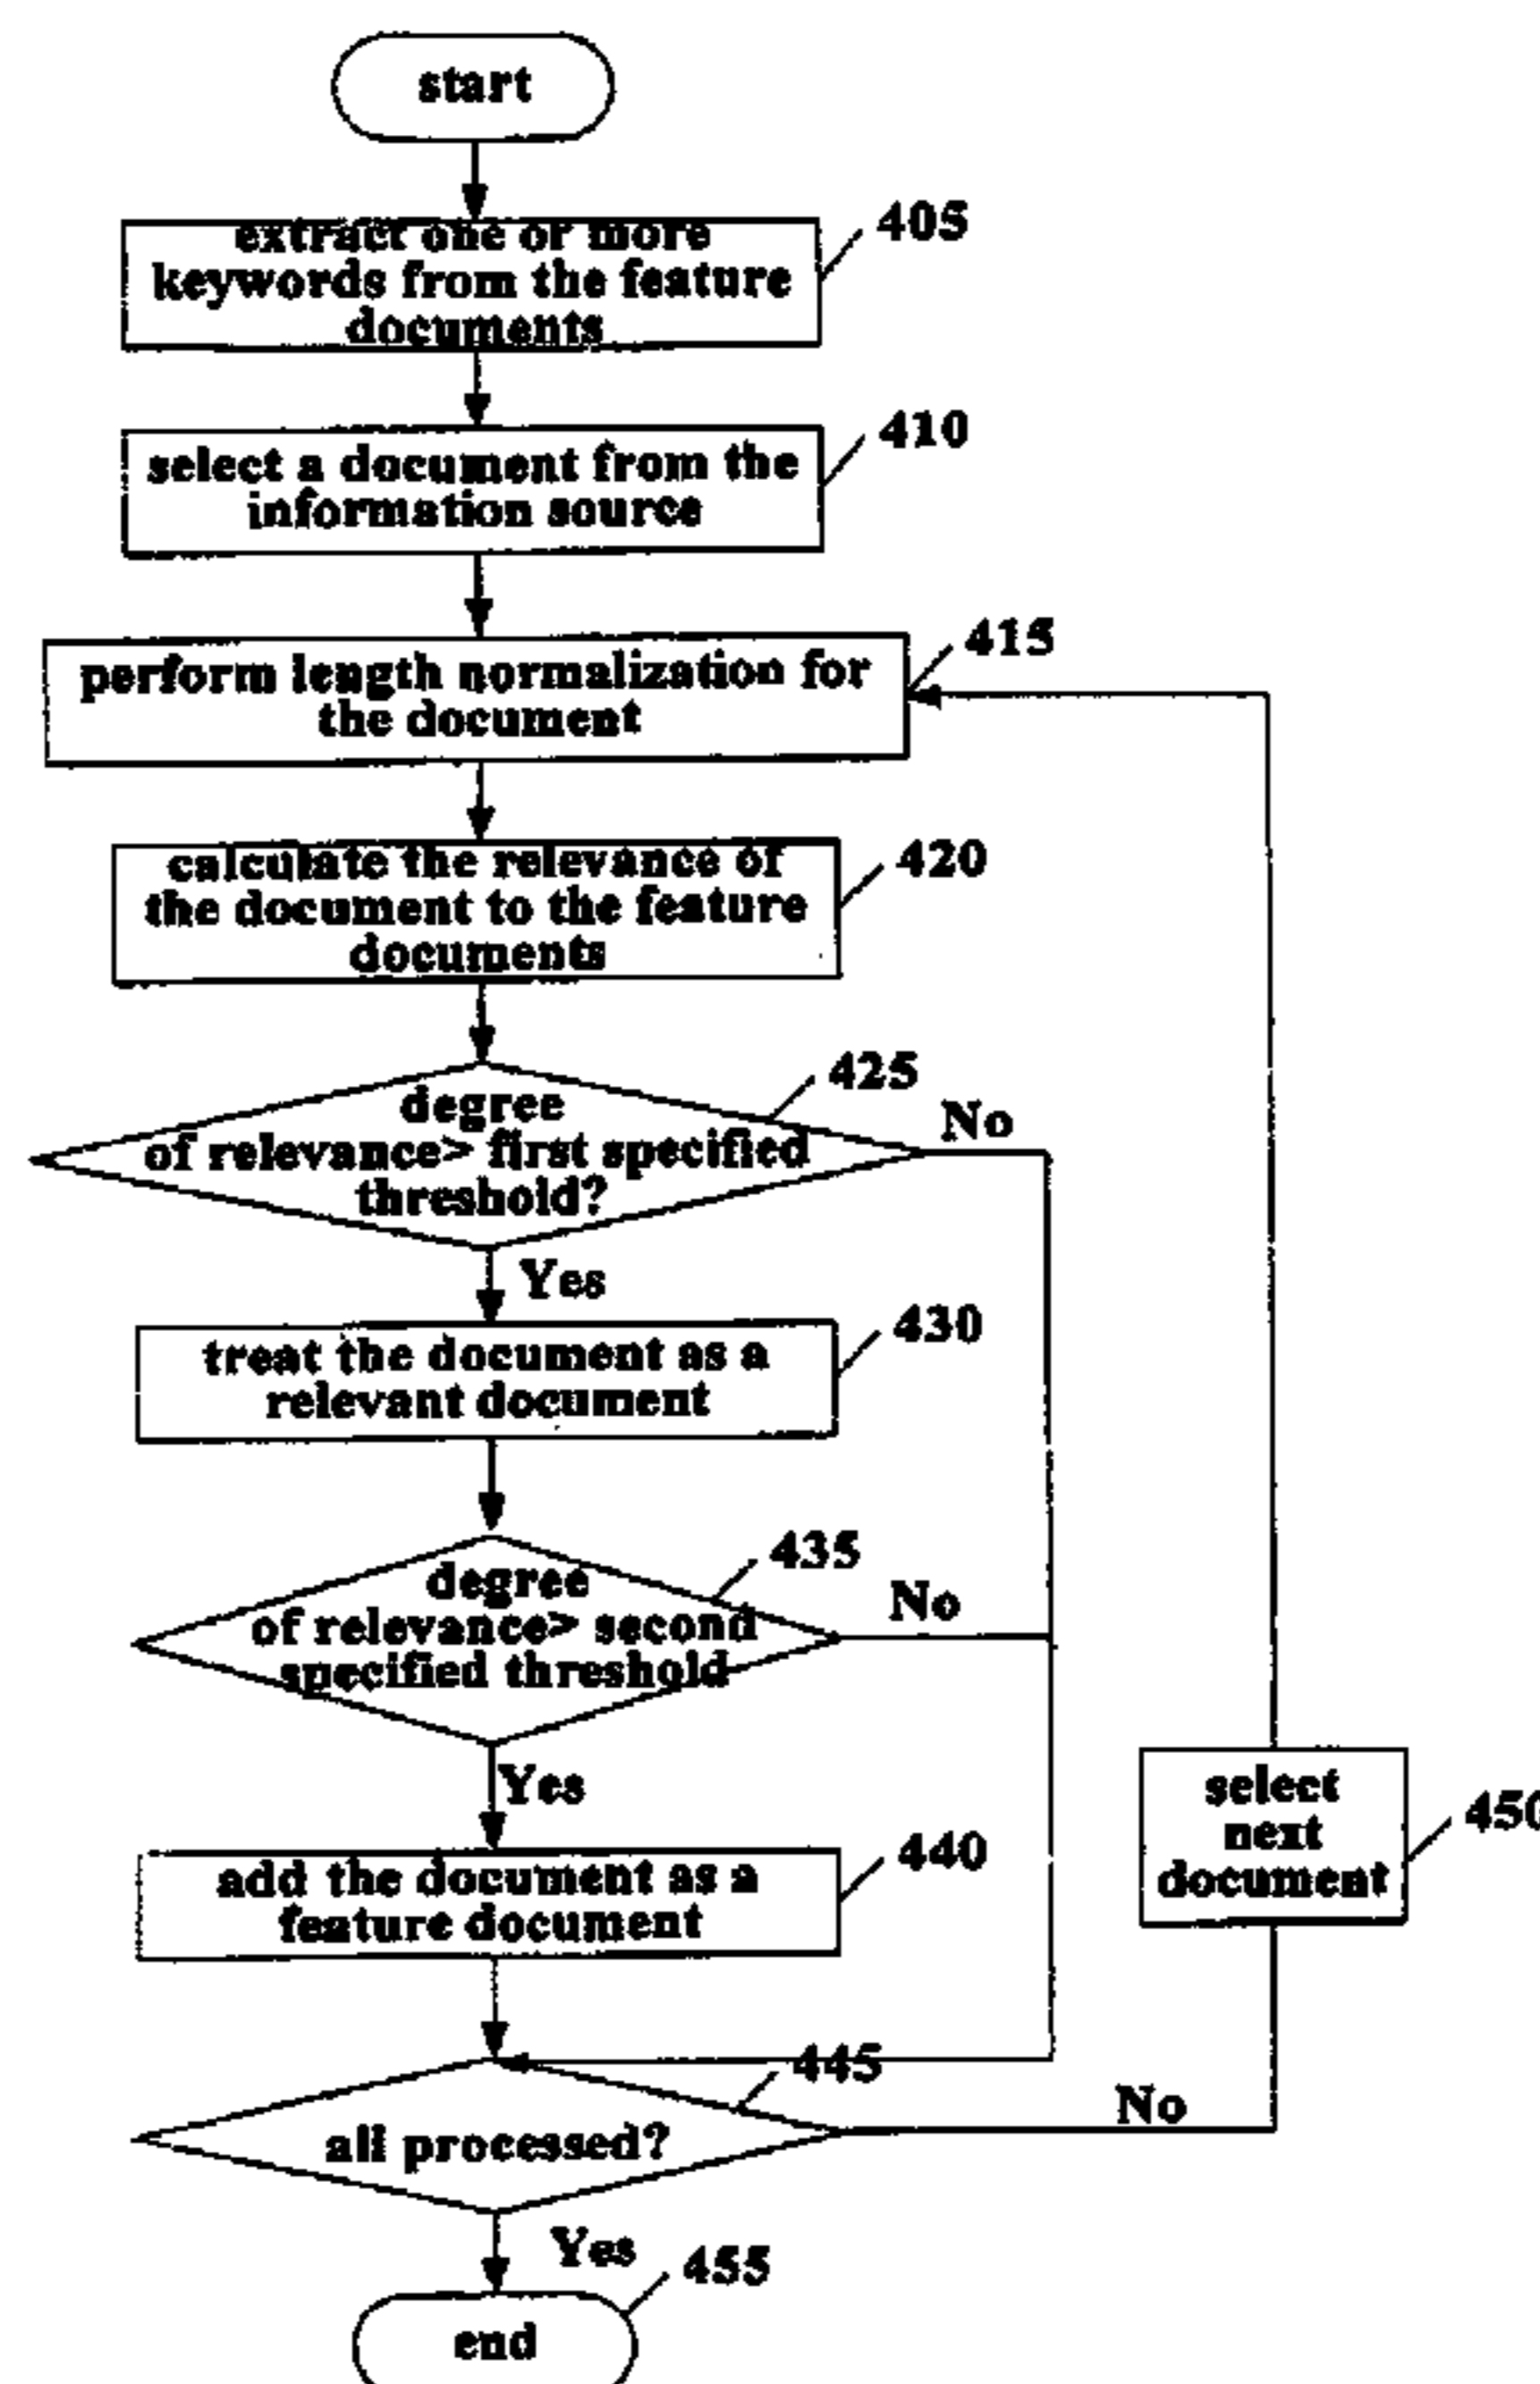 start
extract one or more
keywords from the feature
documents
405
select a document from the
information source
410
perform length normalization for
the document
415
calculate the relevance of
the document to the feature
documents
420
degree
of relevance> first specified
threshold?
425
No
Yes
treat the document as a
relevant document
430
degree
of relevance> second
specified threshold
435
No
Yes
add the document as a
feature document
440
select
next
document
450
all processed?
445
No
Yes
end
455